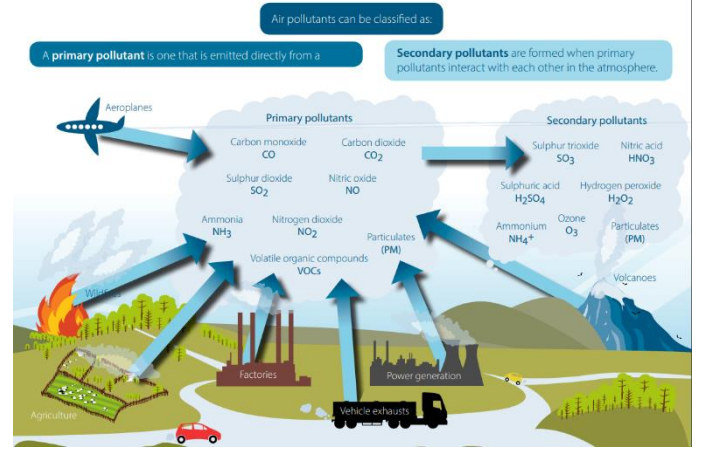 Air pollutants can be classified as:
A primary pollutant is one that is emitted directly from a
Secondary pollutants are formed when primary
pollutants interact with each other in the atmosphere.
Aeroplanes
Primary pollutants
Carbon monoxide
CO
Carbon dioxide
CO2
Sulphur dioxide
SO2
Nitric oxide
NO
Ammonia
NH3
Nitrogen dioxide
NO2
Particulates
(PM)
Volatile organic compounds
VOCs
Secondary pollutants
Sulphur trioxide
SO3
Nitric acid
HNO3
Sulphuric acid
H2SO4
Hydrogen peroxide
H2O2
Ammonium
NH4+
Ozone
O3
Particulates
(PM)
Volcanoes
Wildfires
Factories
Power generation
Agriculture
Vehicle exhausts